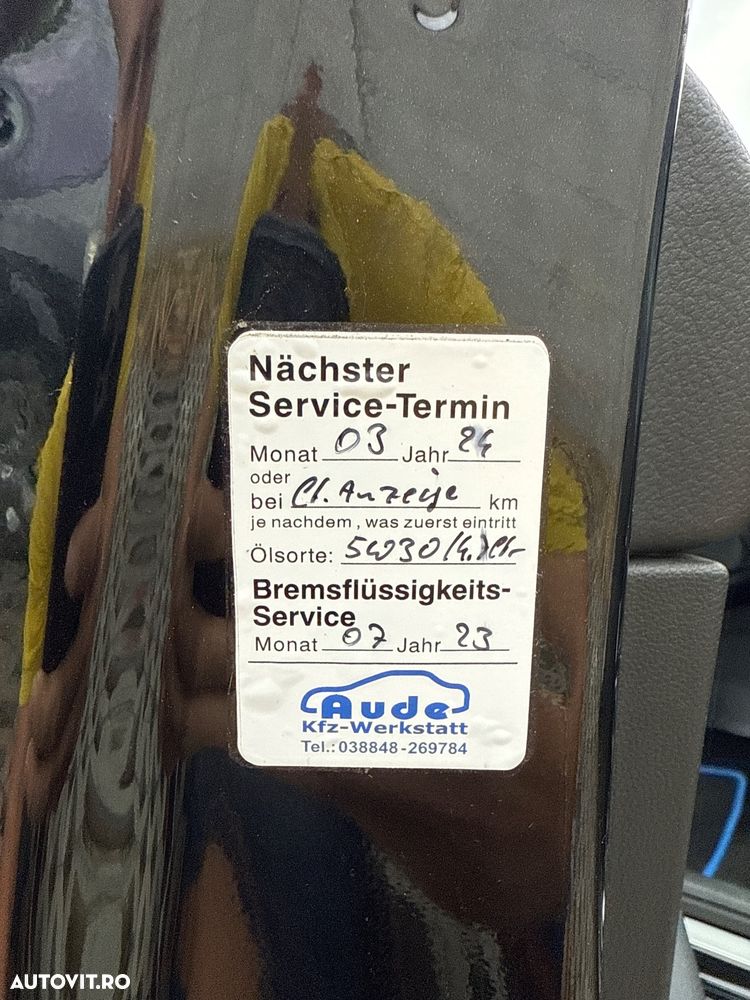 Nächster
Service-Termin
Monat 03 Jahr 24
oder
bei Lt. Anzeige km
je nachdem, was zuerst eintritt
Ölsorte: 5W30
Bremsflüssigkeits-
Service
Monat 07 Jahr 23
Aude
Kfz-Werkstatt
Tel.: 038848-269784
AUTOVIT.RO